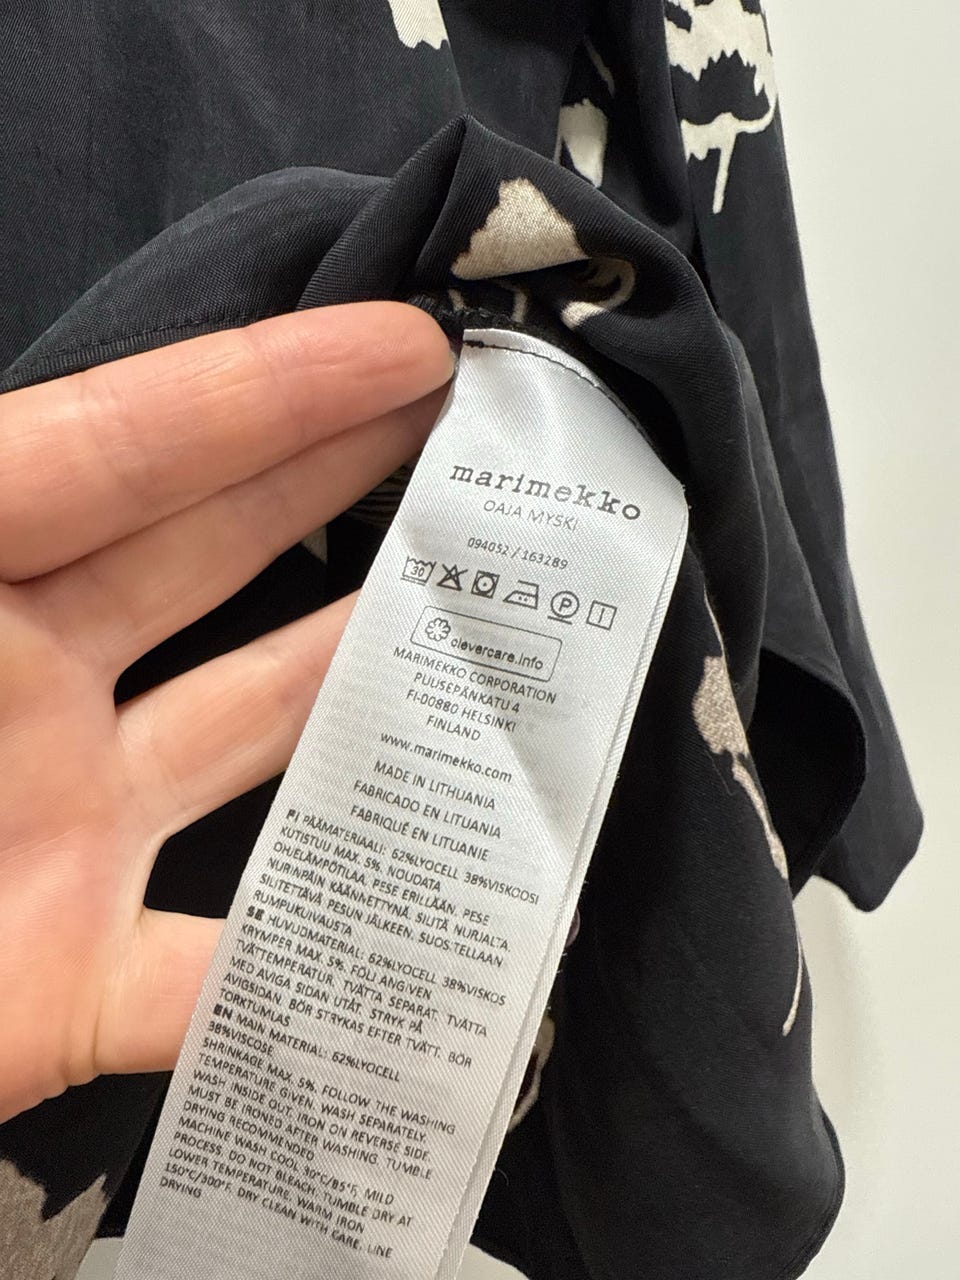 marimekko
OAJA MYSKI
094052 / 163289
30
P
clevercare.info
MARIMEKKO CORPORATION
PUUSEPÄNKATU 4
FI-00880 HELSINKI
FINLAND
www.marimekko.com
MADE IN LITHUANIA
FABRICADO EN LITUANIA
FABRIQUÉ EN LITUANIE
FI PÄÄMATERIAALI: 62%LYOCELL 38%VISKOOSI
KUTISTUU MAX. 5%. NOUDATA
OHJELÄMPÖTILAA. PESE ERILLÄÄN. PESE
NURINPÄIN KÄÄNNETTYNÄ. SILITÄ NURJALTA
SILITETTÄVÄ PESUN JÄLKEEN. SUOSITELLAAN
RUMPUKUIVAUSTA
SE HUVUDMATERIAL: 62%LYOCELL 38%VISKOS
KRYMPER MAX. 5%. FÖLJ ANGIVEN
TVÄTTEMPERATUR. TVÄTTA SEPARAT. TVÄTTA
MED AVIGA SIDAN UTÅT. STRYK PÅ
AVIGSIDAN. BÖR STRYKAS EFTER TVÄTT. BÖR
TORKTUMLAS
EN MAIN MATERIAL: 62%LYOCELL
38%VISCOSE
SHRINKAGE MAX. 5%. FOLLOW THE WASHING
TEMPERATURE GIVEN. WASH SEPARATELY.
WASH INSIDE OUT. IRON ON REVERSE SIDE.
MUST BE IRONED AFTER WASHING. TUMBLE
DRYING RECOMMENDED
MACHINE WASH COOL 30°C/85°F, MILD
PROCESS, DO NOT BLEACH, TUMBLE DRY AT
LOWER TEMPERATURE, WARM IRON
150°C/300°F, DRY CLEAN WITH CARE, LINE
DRYING